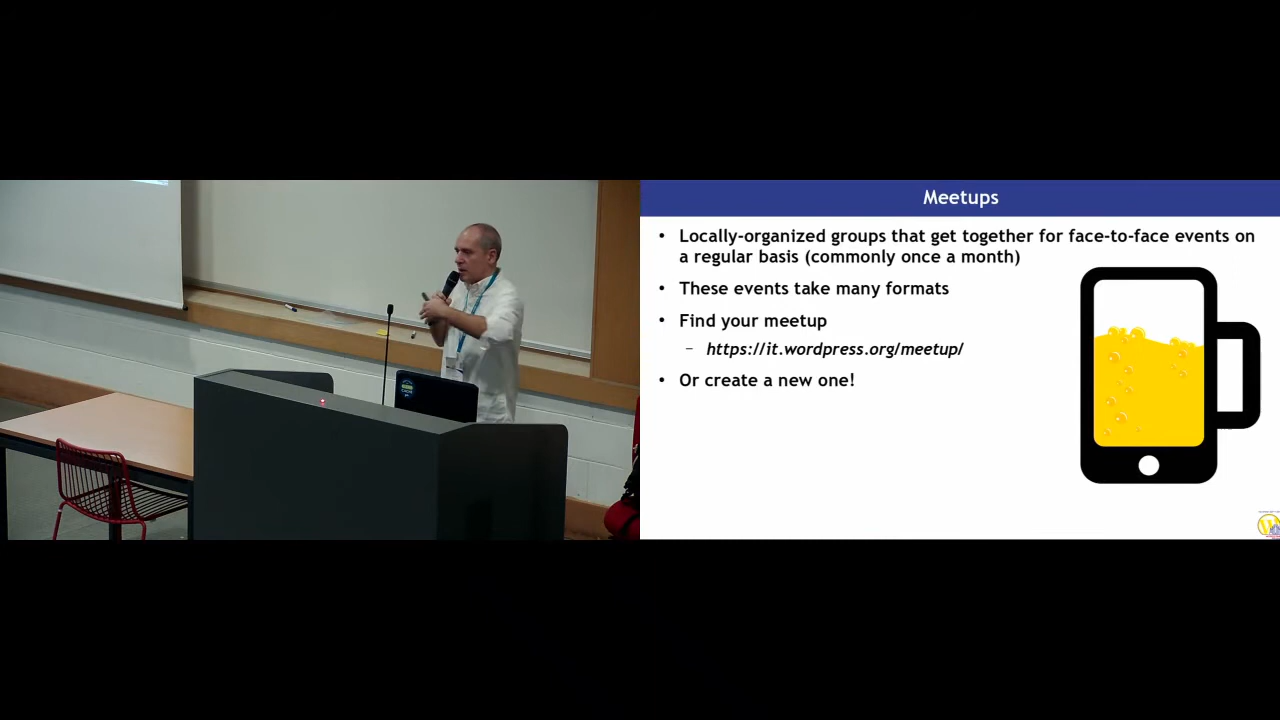 Meetups
• Locally-organized groups that get together for face-to-face events on
a regular basis (commonly once a month)
• These events take many formats
• Find your meetup
– https://it.wordpress.org/meetup/
• Or create a new one!